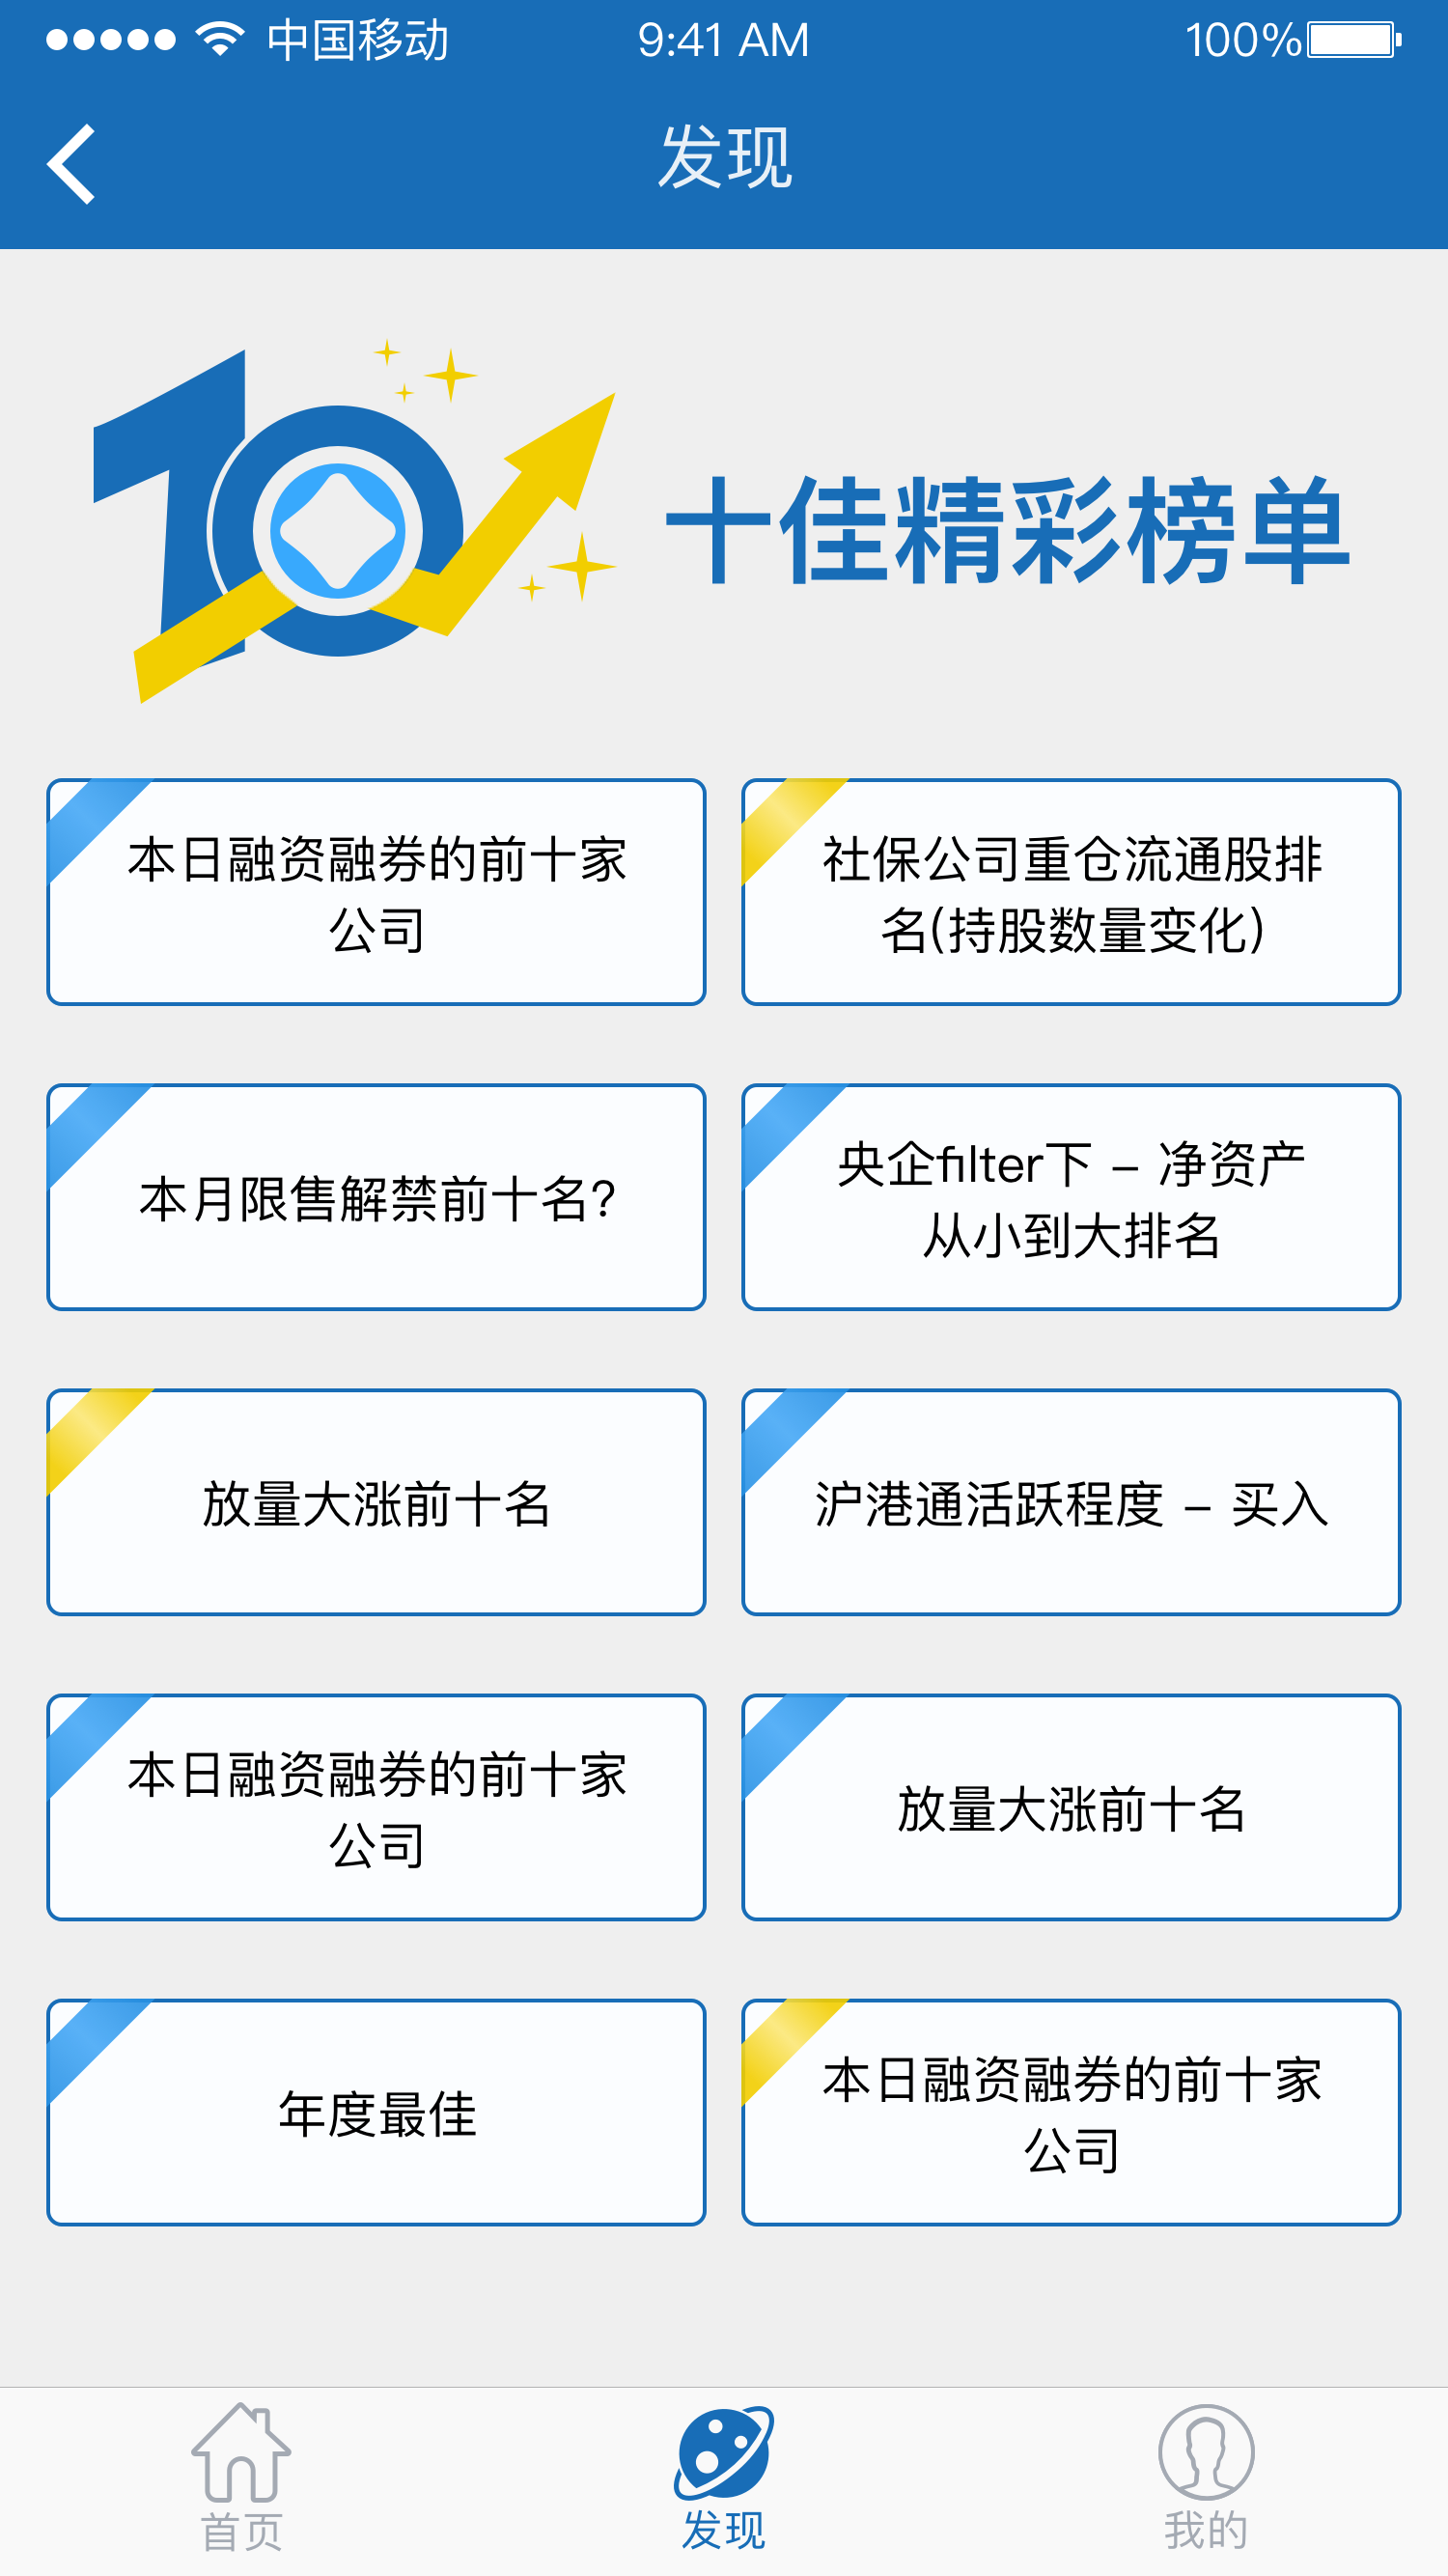 中国移动 9:41 AM 100%
发现
10 十佳精彩榜单
本日融资融券的前十家
公司
社保公司重仓流通股排
名(持股数量变化)
本月限售解禁前十名?
央企filter下 – 净资产
从小到大排名
放量大涨前十名
沪港通活跃程度 – 买入
本日融资融券的前十家
公司
放量大涨前十名
年度最佳
本日融资融券的前十家
公司
首页
发现
我的